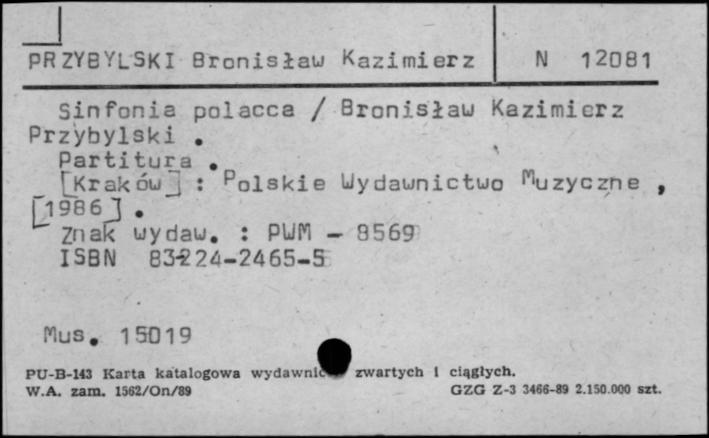 PRZYBYLSKI Bronisław Kazimierz N 12081
Sinfonia polacca / Bronisław Kazimierz
Przybylski .
Partitura .
[Kraków] : Polskie Wydawnictwo Muzyczne ,
[1986] .
Znak wydaw. : PWM - 8569
ISBN 83-224-2465-5
Mus. 15019
PU-B-143 Karta katalogowa zwartych i ciągłych.
W.A. zam. 1562/On/89 GZG Z-3 3466-89 2.150.000 szt.